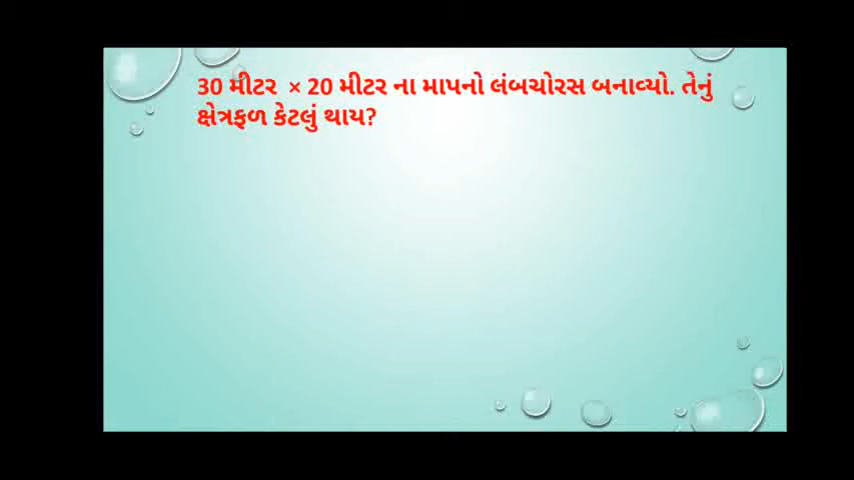 30 મીટર × 20 મીટર ના માપનો લંબચોરસ બનાવ્યો. તેનું
ક્ષેત્રફળ કેટલું થાય?